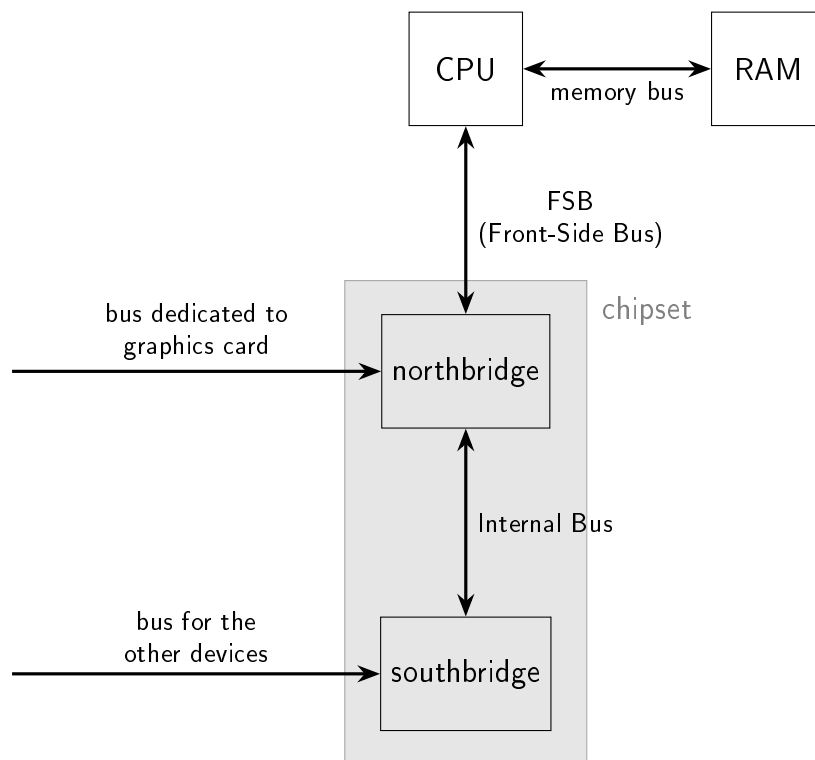 CPU
RAM
memory bus
FSB
(Front-Side Bus)
chipset
bus dedicated to
graphics card
northbridge
Internal Bus
bus for the
other devices
southbridge